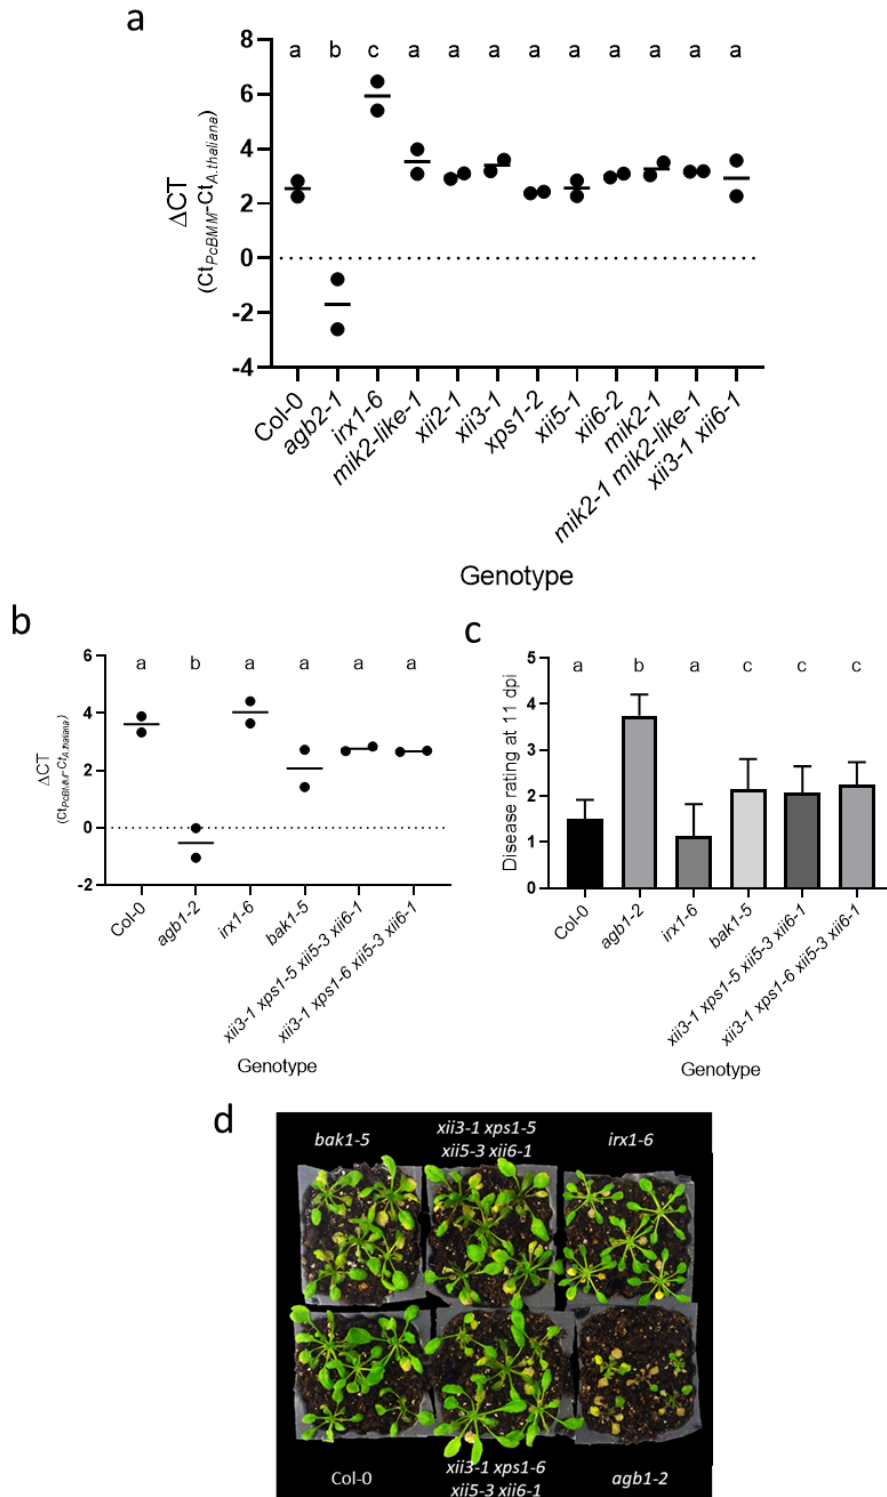 a
8
6
4
2
0
-2
-4
ΔCT
(CtPcBMM-CtA.thaliana)
a b c a a a a a a a a a
Col-0
agb2-1
irx1-6
mik2-like-1
xii2-1
xii3-1
xps1-2
xii5-1
xii6-2
mik2-1
mik2-1 mik2-like-1
xii3-1 xii6-1
Genotype
b
6
4
2
0
-2
ΔCT
(CtPcBMM-CtA.thaliana)
a b a a a a
Col-0
agb1-2
irx1-6
bak1-5
xii3-1 xps1-5 xii5-3 xii6-1
xii3-1 xps1-6 xii5-3 xii6-1
Genotype
c
5
4
3
2
1
0
Disease rating at 11 dpi
a b a c c c
Col-0
agb1-2
irx1-6
bak1-5
xii3-1 xps1-5 xii5-3 xii6-1
xii3-1 xps1-6 xii5-3 xii6-1
Genotype
d
bak1-5
xii3-1 xps1-5
xii5-3 xii6-1
irx1-6
Col-0
xii3-1 xps1-6
xii5-3 xii6-1
agb1-2